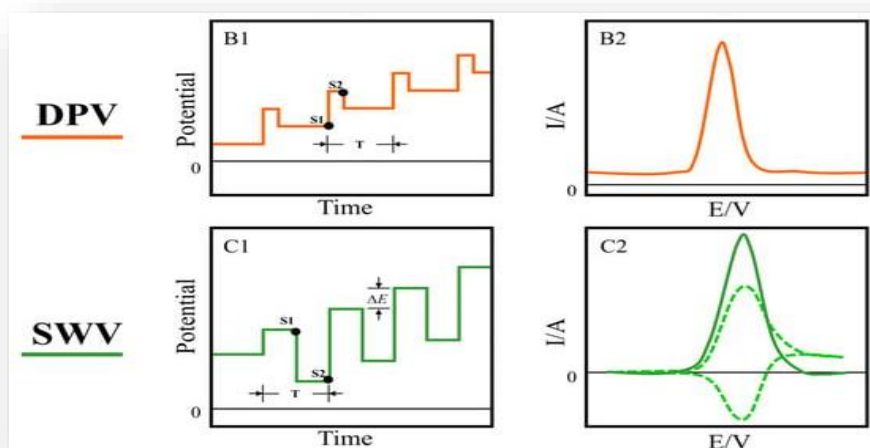 DPV
B1
Potential
S2
S1
T
0
Time
B2
I/A
0
E/V
SWV
C1
Potential
S1
ΔE
S2
T
0
Time
C2
I/A
0
E/V